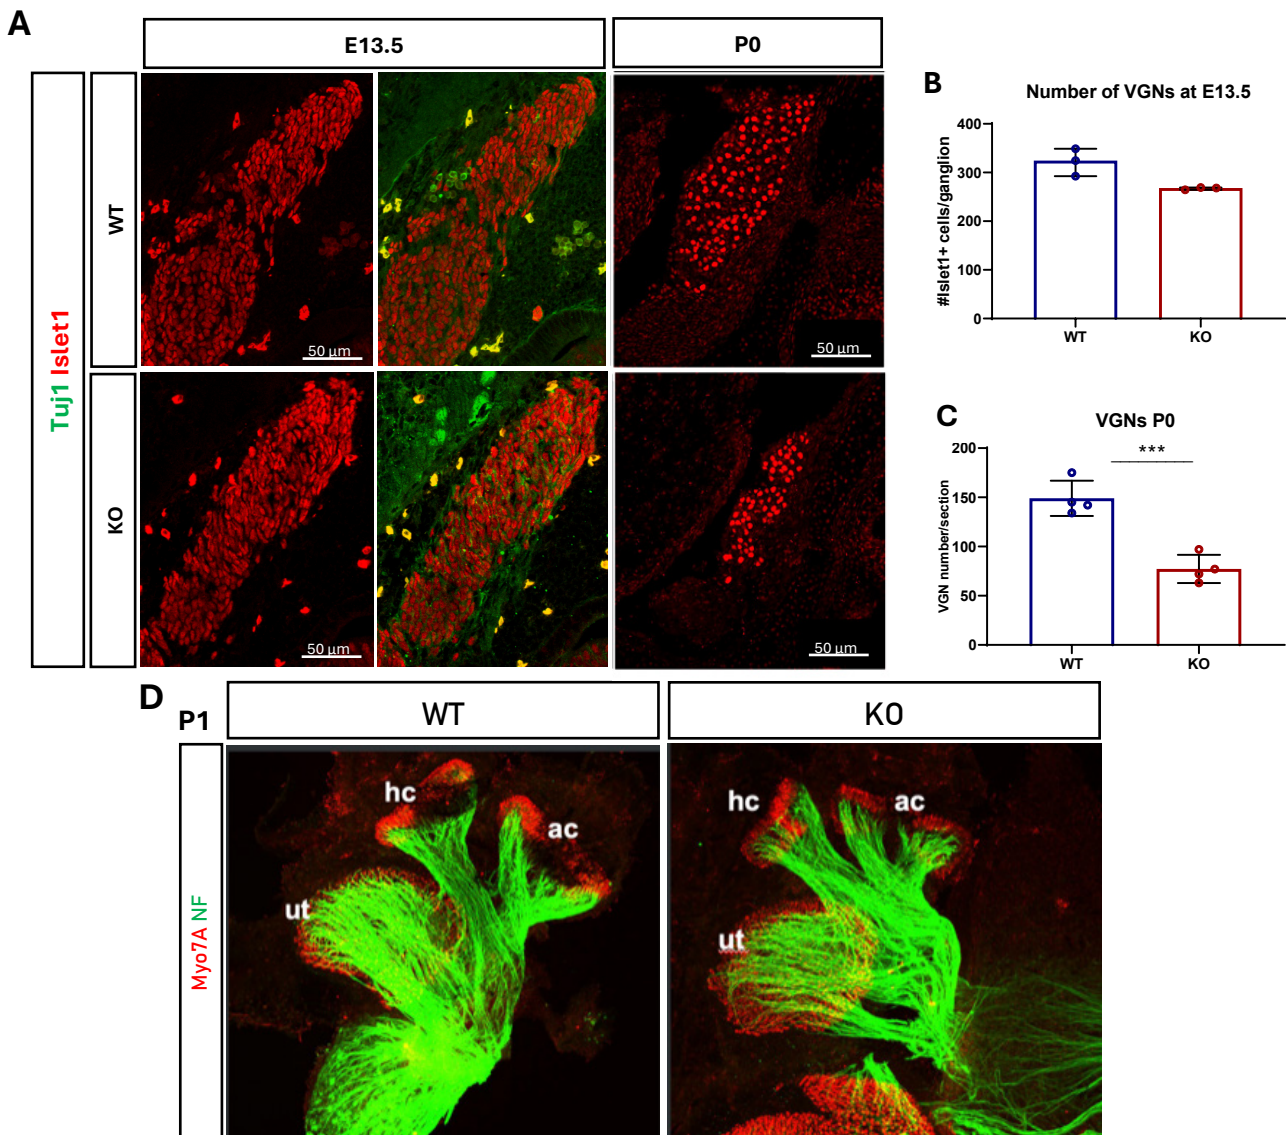 A
E13.5
P0
Tuj1 Islet1
WT
50 µm
50 µm
KO
50 µm
50 µm
B
Number of VGNs at E13.5
#Islet1+ cells/ganglion
400
300
200
100
0
WT
KO
C
VGNs P0
***
VGN number/section
200
150
100
50
0
WT
KO
D
P1
WT
KO
Myo7A NF
hc
ac
ut
hc
ac
ut